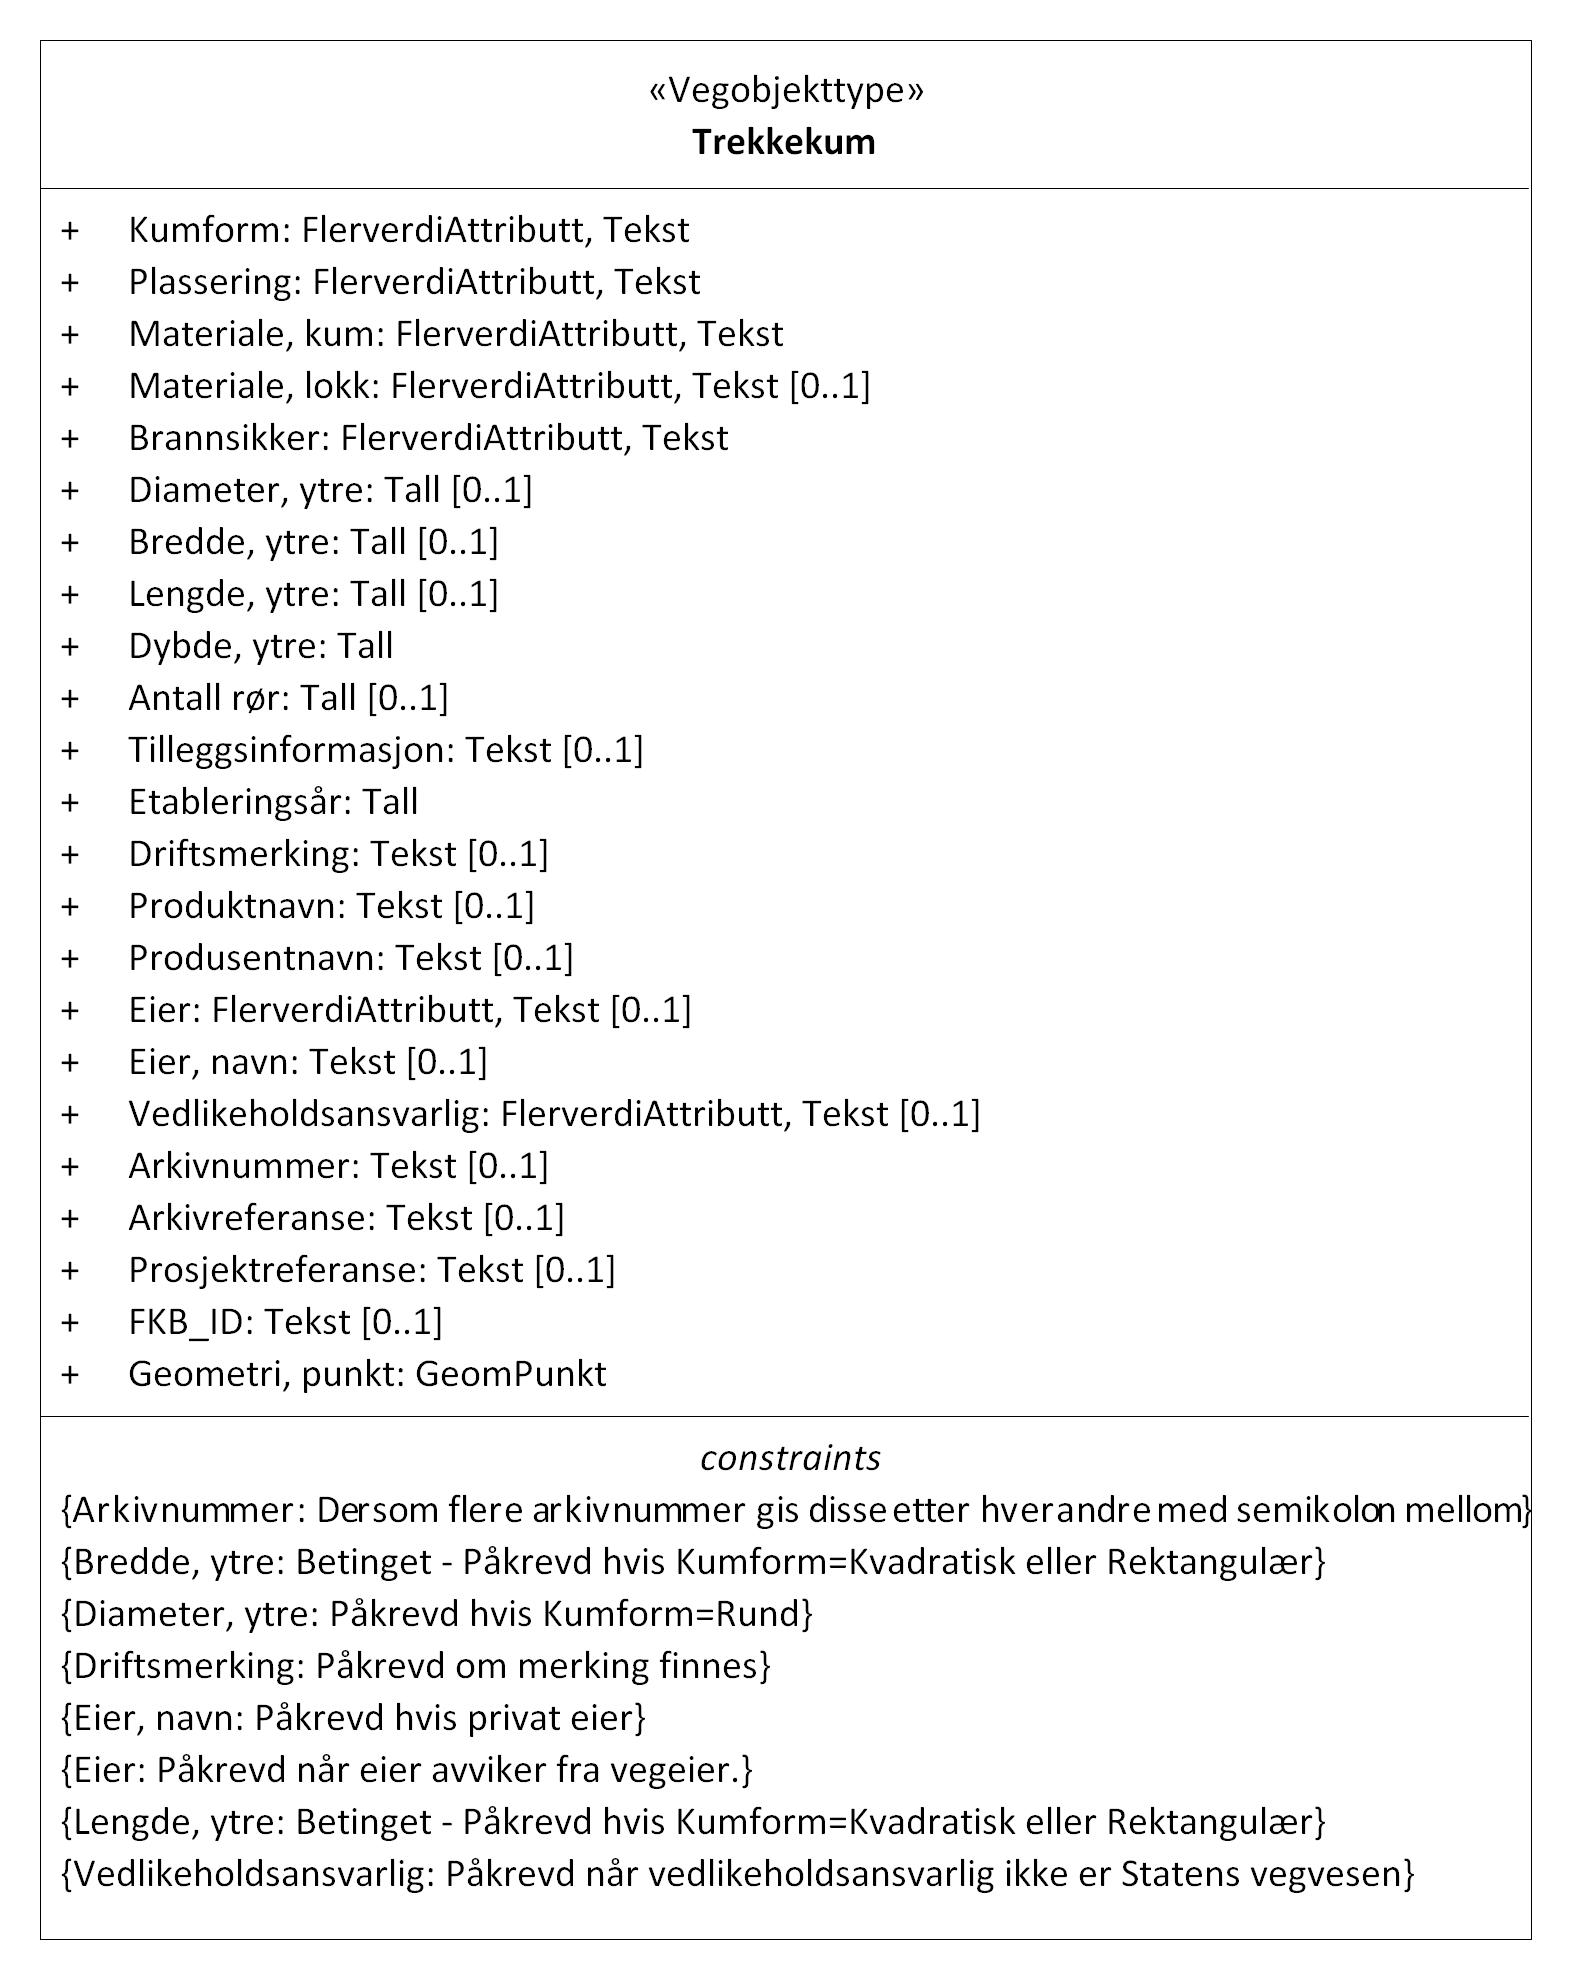 «Vegobjekttype»
Trekkekum
+ Kumform: FlerverdiAttributt, Tekst
+ Plassering: FlerverdiAttributt, Tekst
+ Materiale, kum: FlerverdiAttributt, Tekst
+ Materiale, lokk: FlerverdiAttributt, Tekst [0..1]
+ Brannsikker: FlerverdiAttributt, Tekst
+ Diameter, ytre: Tall [0..1]
+ Bredde, ytre: Tall [0..1]
+ Lengde, ytre: Tall [0..1]
+ Dybde, ytre: Tall
+ Antall rør: Tall [0..1]
+ Tilleggsinformasjon: Tekst [0..1]
+ Etableringsår: Tall
+ Driftsmerking: Tekst [0..1]
+ Produktnavn: Tekst [0..1]
+ Produsentnavn: Tekst [0..1]
+ Eier: FlerverdiAttributt, Tekst [0..1]
+ Eier, navn: Tekst [0..1]
+ Vedlikeholdsansvarlig: FlerverdiAttributt, Tekst [0..1]
+ Arkivnummer: Tekst [0..1]
+ Arkivreferanse: Tekst [0..1]
+ Prosjektreferanse: Tekst [0..1]
+ FKB_ID: Tekst [0..1]
+ Geometri, punkt: GeomPunkt
constraints
{Arkivnummer: Dersom flere arkivnummer gis disse etter hverandre med semikolon mellom}
{Bredde, ytre: Betinget - Påkrevd hvis Kumform=Kvadratisk eller Rektangulær}
{Diameter, ytre: Påkrevd hvis Kumform=Rund}
{Driftsmerking: Påkrevd om merking finnes}
{Eier, navn: Påkrevd hvis privat eier}
{Eier: Påkrevd når eier avviker fra vegeier.}
{Lengde, ytre: Betinget - Påkrevd hvis Kumform=Kvadratisk eller Rektangulær}
{Vedlikeholdsansvarlig: Påkrevd når vedlikeholdsansvarlig ikke er Statens vegvesen}